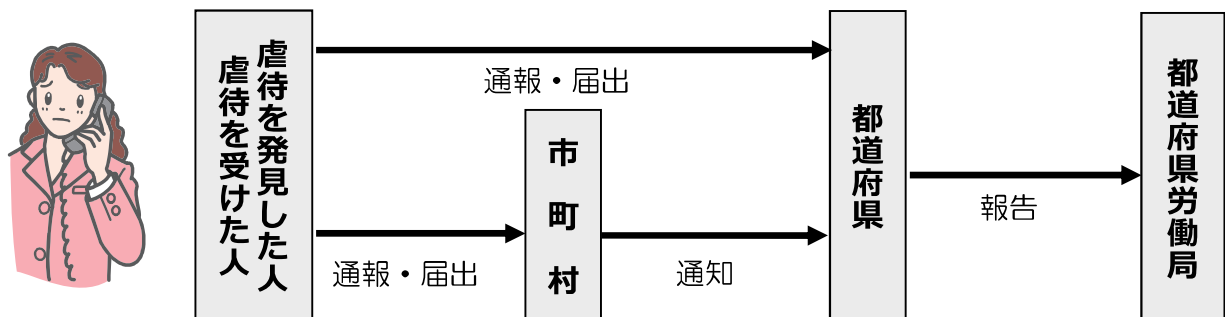 虐待を発見した人
虐待を受けた人
通報・届出
通報・届出
市町村
通知
都道府県
報告
都道府県労働局